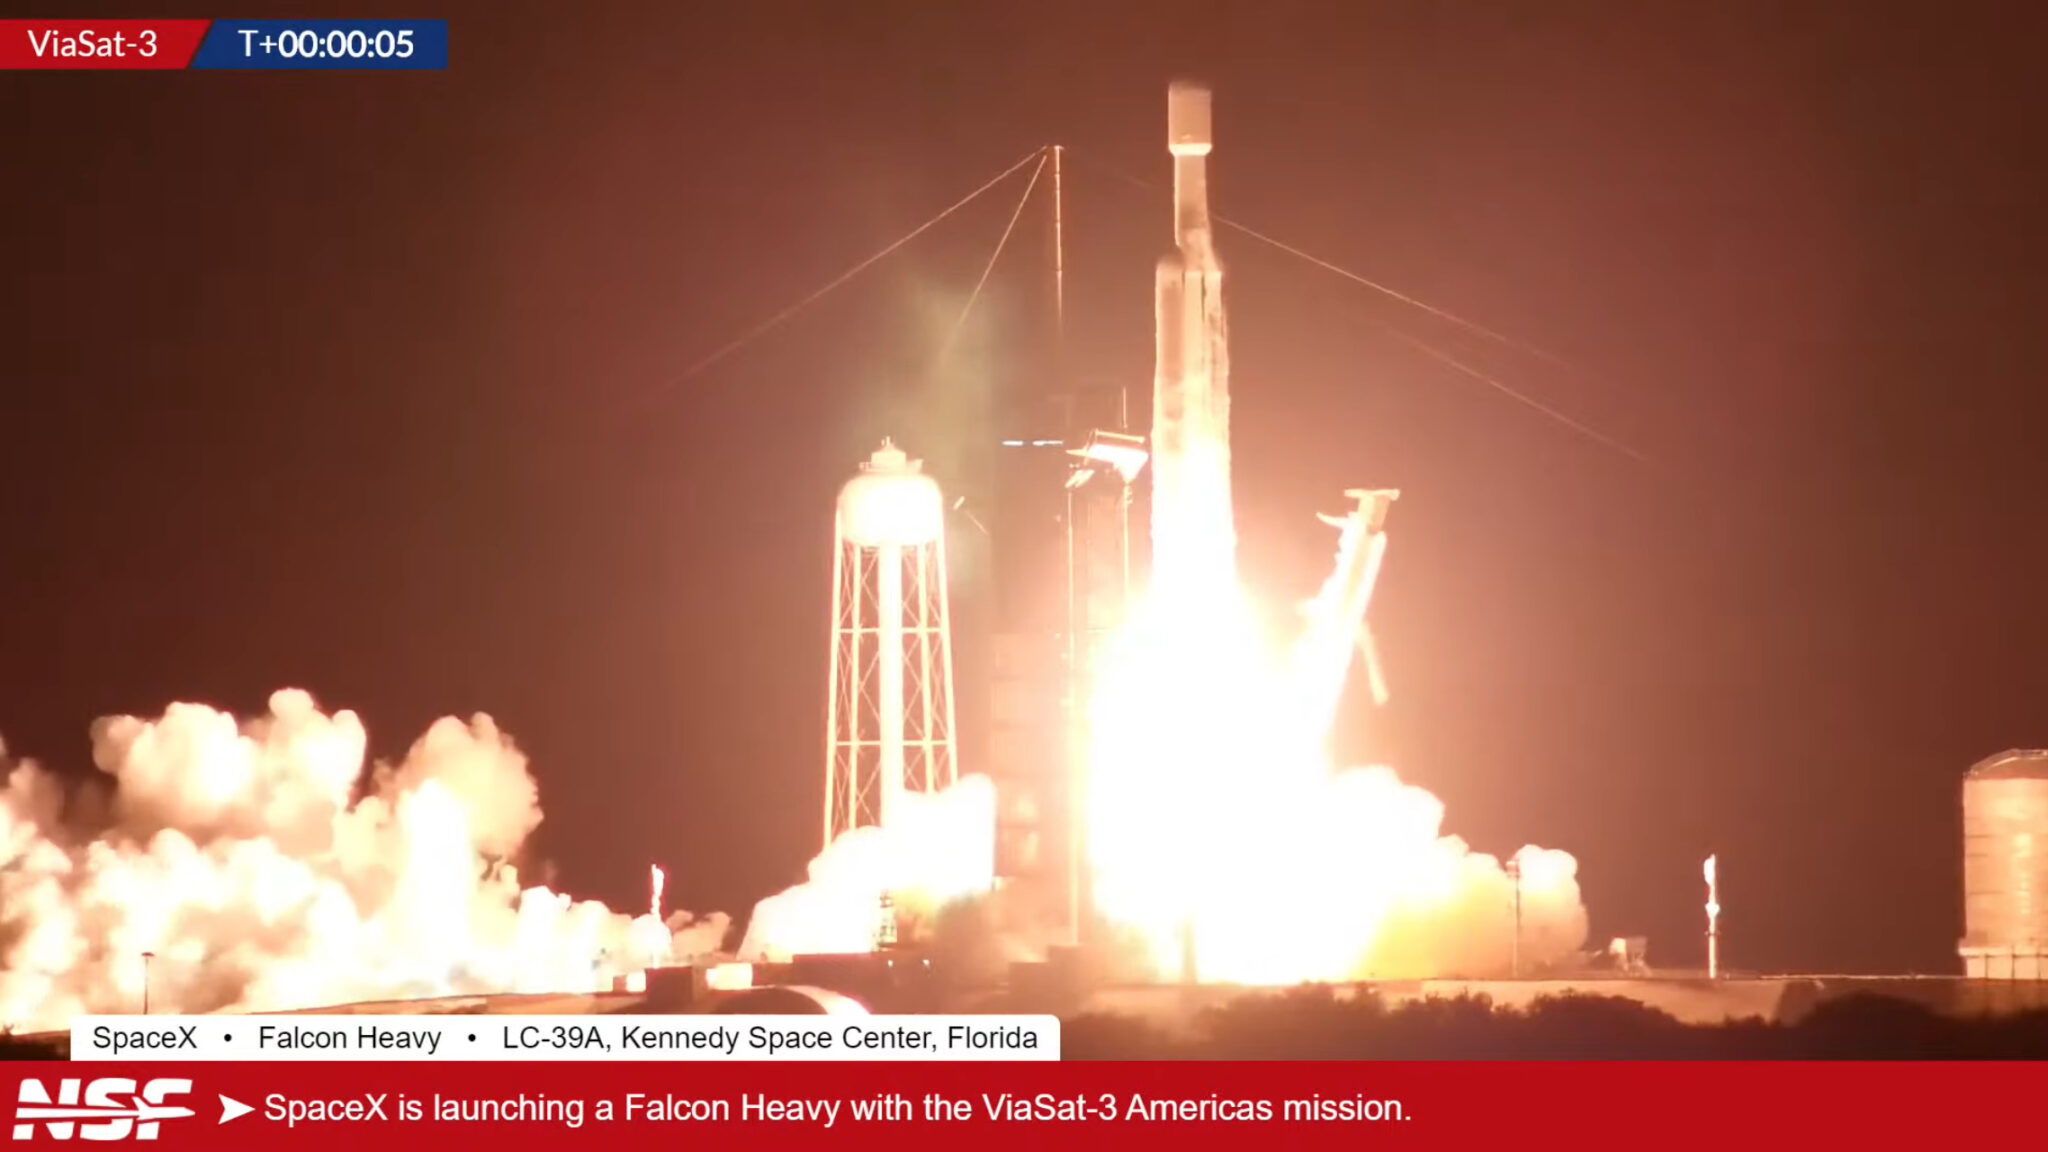 ViaSat-3 T+00:00:05
SpaceX • Falcon Heavy • LC-39A, Kennedy Space Center, Florida
NSF SpaceX is launching a Falcon Heavy with the ViaSat-3 Americas mission.